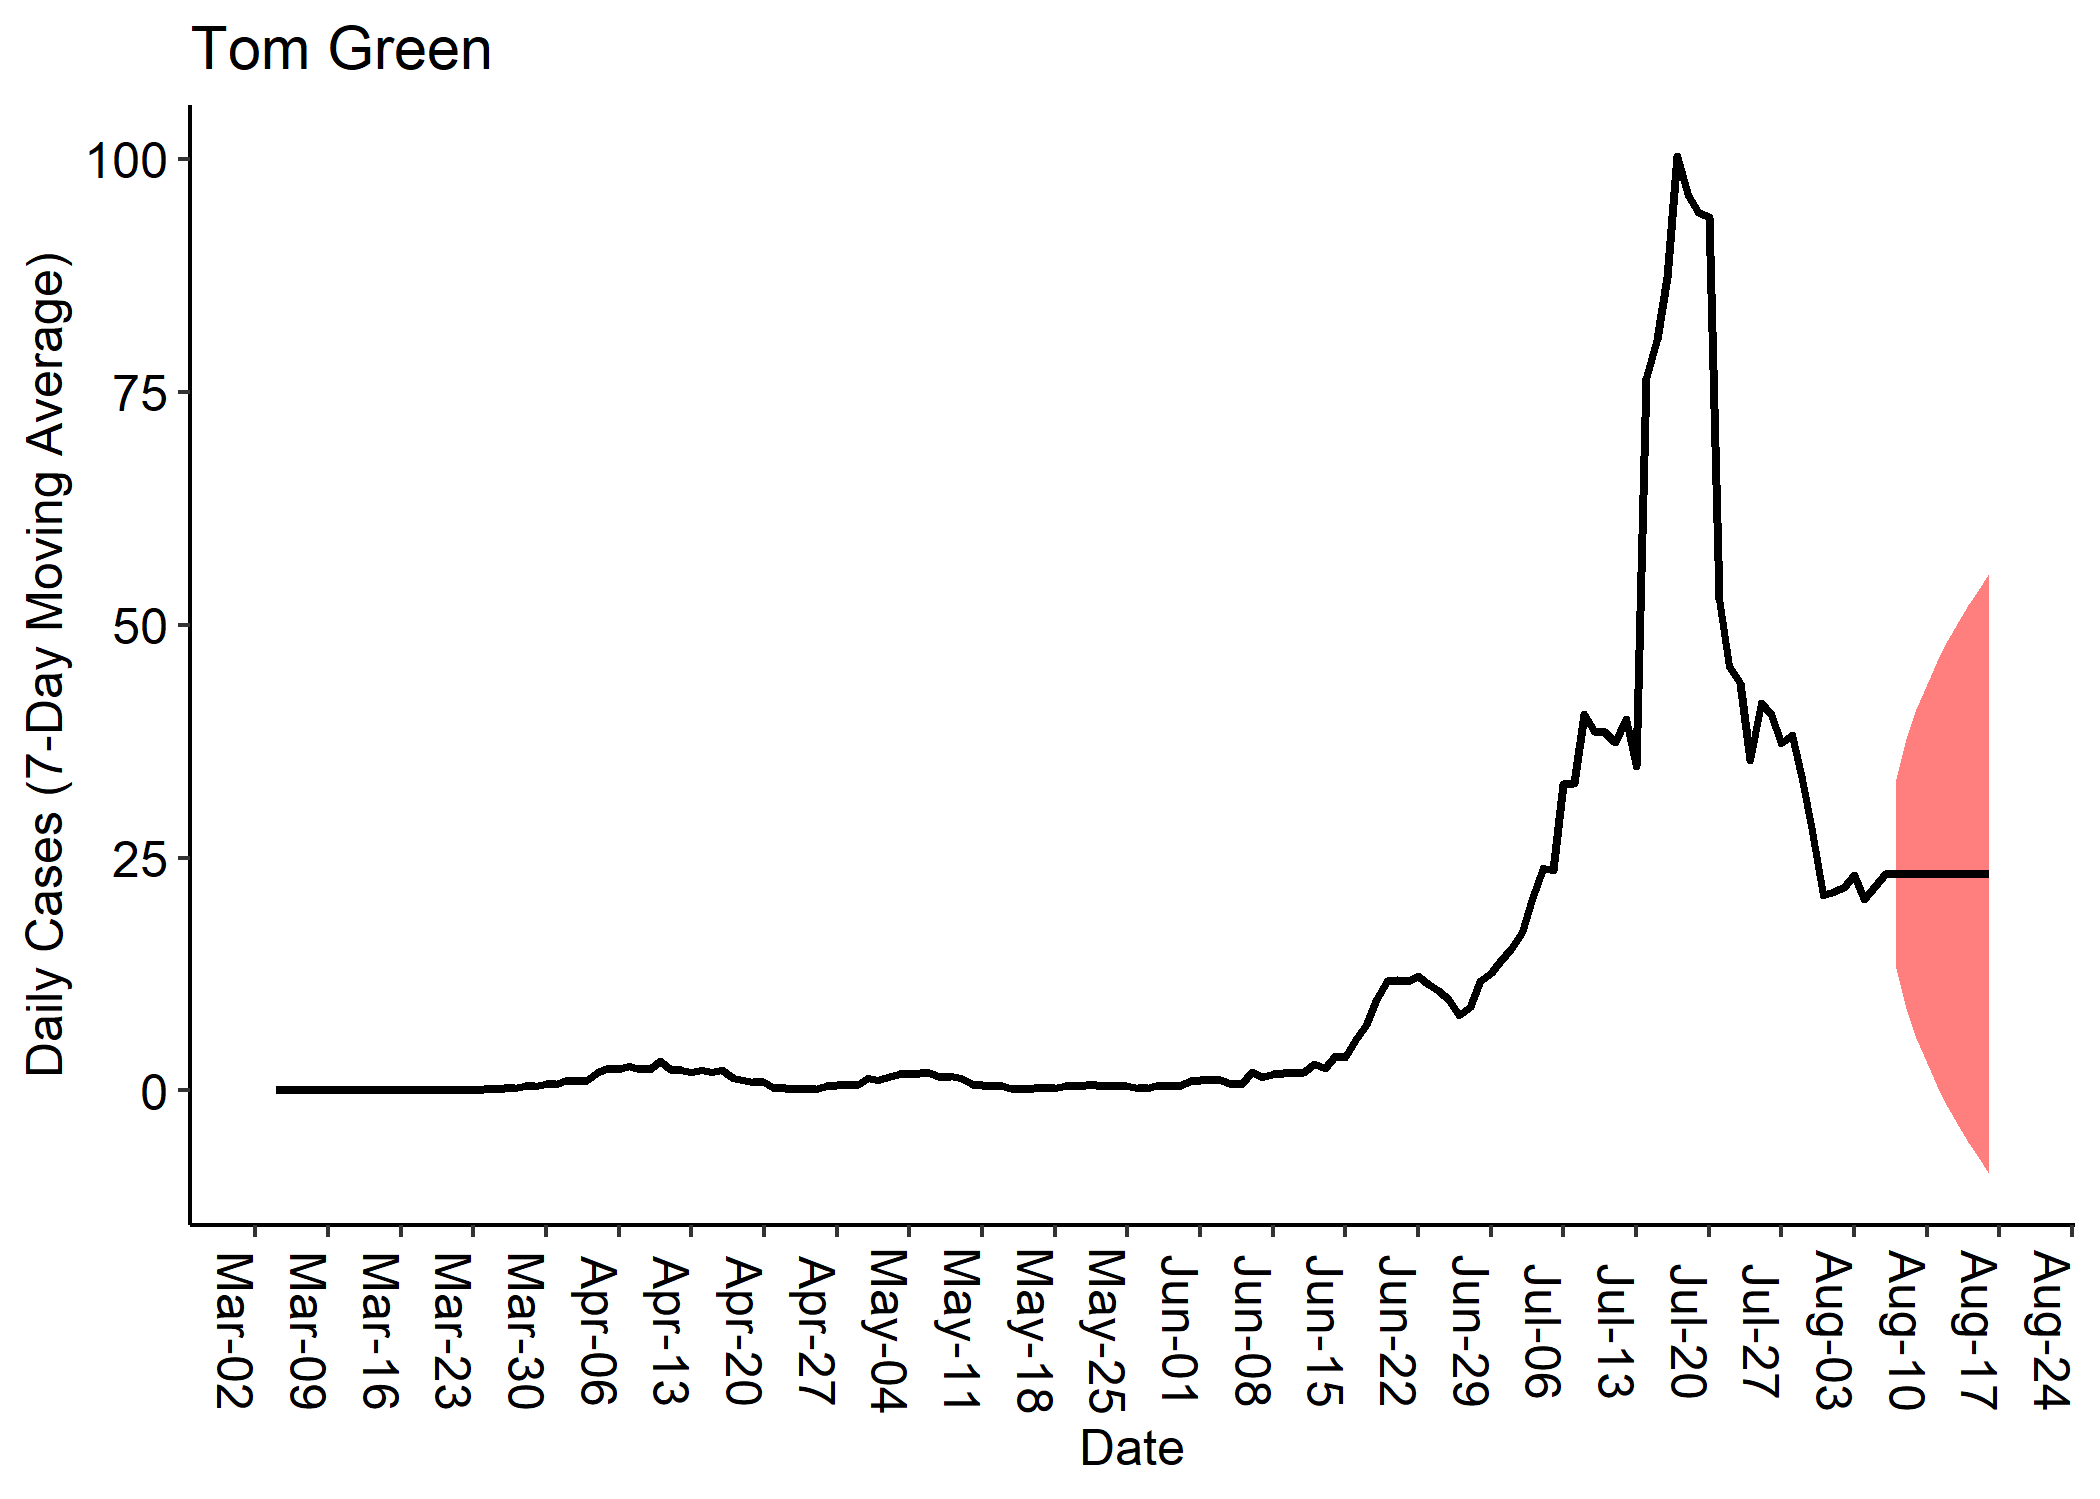 Tom Green
Daily Cases (7-Day Moving Average)
100
75
50
25
0
Mar-02
Mar-09
Mar-16
Mar-23
Mar-30
Apr-06
Apr-13
Apr-20
Apr-27
May-04
May-11
May-18
May-25
Jun-01
Jun-08
Jun-15
Jun-22
Jun-29
Jul-06
Jul-13
Jul-20
Jul-27
Aug-03
Aug-10
Aug-17
Aug-24
Date